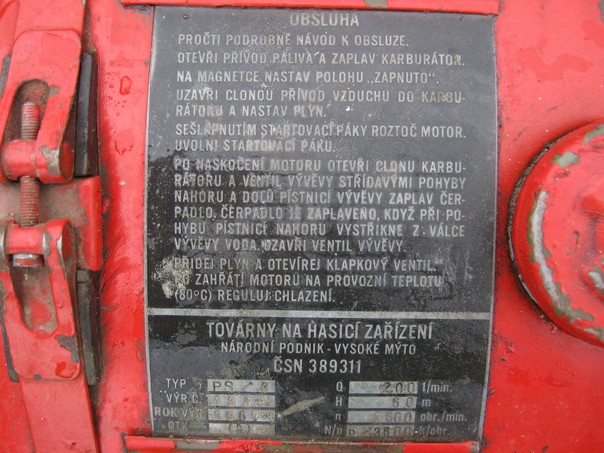 OBSLUHA
PROČTI PODROBNĚ NÁVOD K OBSLUZE.
OTEVŘI PŘÍVOD PALIVA A ZAPLAV KARBURÁTOR.
NA MAGNETCE NASTAV POLOHU „ZAPNUTO“.
UZAVŘI CLONOU PŘÍVOD VZDUCHU DO KARBU-
RÁTORU A NASTAV PLYN.
SEŠLÁPNUTÍM STARTOVACÍ PÁKY ROZTOČ MOTOR.
UVOLNI STARTOVACÍ PÁKU.
PO NASKOČENÍ MOTORU OTEVŘI CLONU KARBU-
RÁTORU A VENTIL VÝVĚVY STŘÍDAVÝMI POHYBY
NAHORU A DOLŮ PÍSTNICÍ VÝVĚVY ZAPLAV ČER-
PADLO. ČERPADLO JE ZAPLAVENO, KDYŽ PŘI PO-
HYBU PÍSTNICÍ NAHORU VYSTŘÍKNE Z VÁLCE
VÝVĚVY VODA. UZAVŘI VENTIL VÝVĚVY.
PŘIDEJ PLYN A OTEVÍREJ KLAPKOVÝ VENTIL.
PO ZAHŘÁTÍ MOTORU NA PROVOZNÍ TEPLOTU
(80°C) REGULUJ CHLAZENÍ.
TOVÁRNY NA HASICÍ ZAŘÍZENÍ
NÁRODNÍ PODNIK - VYSOKÉ MÝTO
ČSN 389311
TYP PS Q 200 l/min.
VÝR. Č. H 60 m
ROK VÝR. n obr./min.
OTK N/n k/obr.